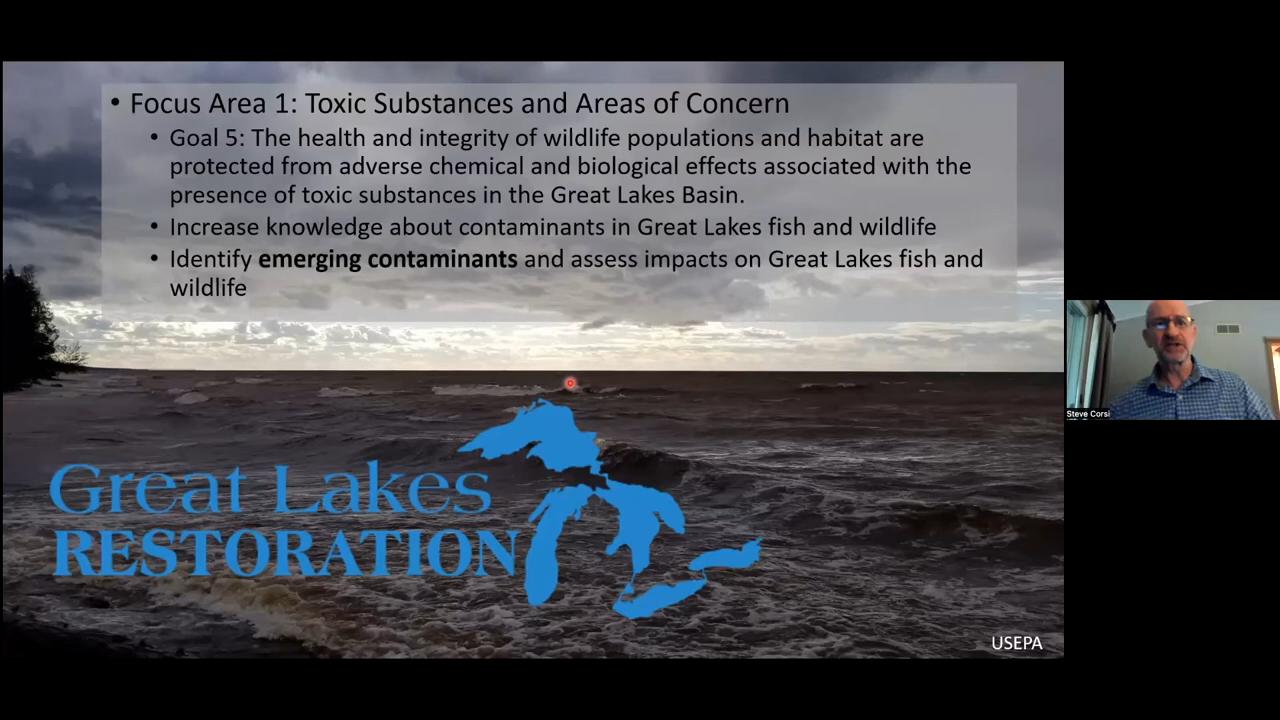 • Focus Area 1: Toxic Substances and Areas of Concern
• Goal 5: The health and integrity of wildlife populations and habitat are
protected from adverse chemical and biological effects associated with the
presence of toxic substances in the Great Lakes Basin.
• Increase knowledge about contaminants in Great Lakes fish and wildlife
• Identify emerging contaminants and assess impacts on Great Lakes fish and
wildlife
Great Lakes
RESTORATION
USEPA
Steve Corsi